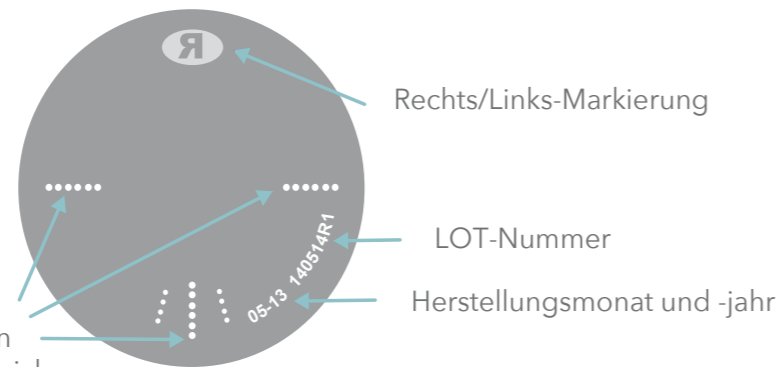 Я
Rechts/Links-Markierung
140514R1
LOT-Nummer
05-13
Herstellungsmonat und -jahr